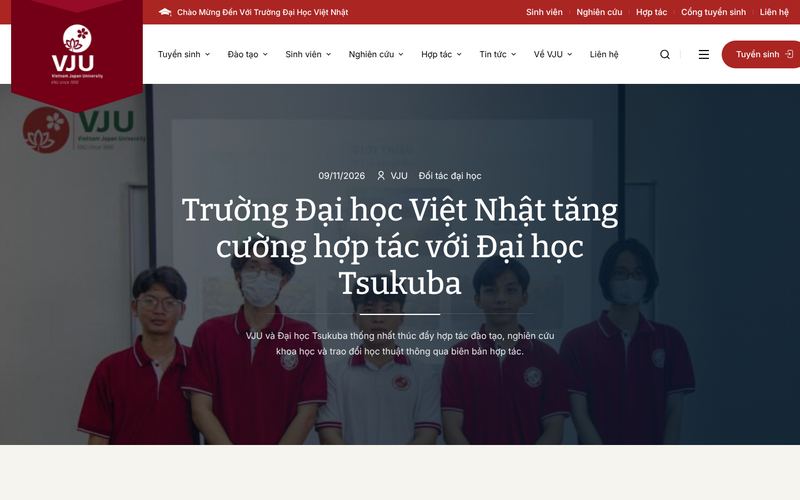 Chào Mừng Đến Với Trường Đại Học Việt Nhật
Sinh viên
Nghiên cứu
Hợp tác
Cổng tuyển sinh
Liên hệ
VJU
Vietnam Japan University
Tuyển sinh
Đào tạo
Sinh viên
Nghiên cứu
Hợp tác
Tin tức
Về VJU
Liên hệ
Tuyển sinh
VJU
Vietnam Japan University
09/11/2026
VJU
Đối tác đại học
Trường Đại học Việt Nhật tăng
cường hợp tác với Đại học
Tsukuba
VJU và Đại học Tsukuba thống nhất thúc đẩy hợp tác đào tạo, nghiên cứu
khoa học và trao đổi học thuật thông qua biên bản hợp tác.